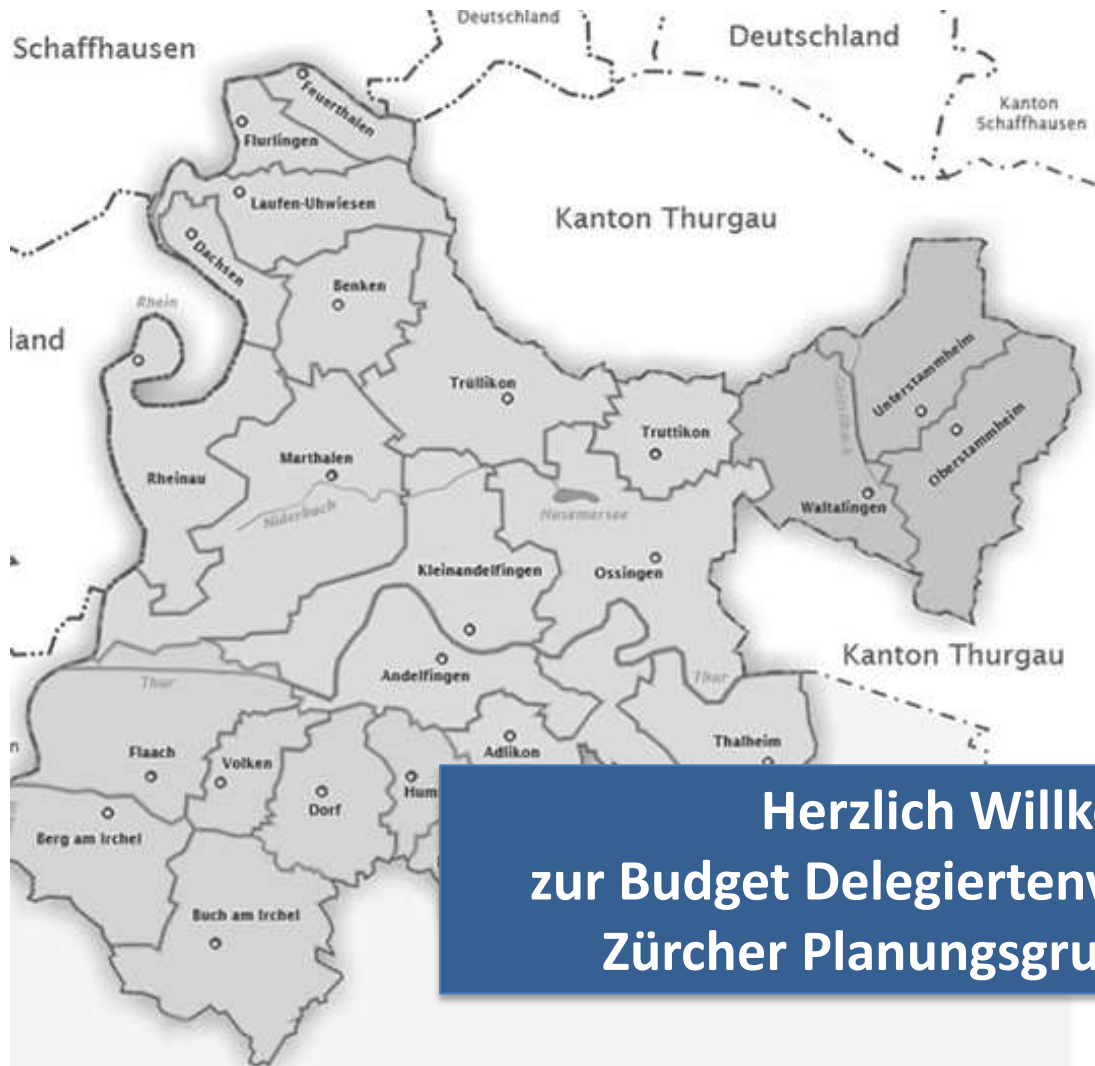 Deutschland
Schaffhausen
Deutschland
Kanton
Schaffhausen
Feuerthalen
Flurlingen
Laufen-Uhwiesen
Kanton Thurgau
Dachsen
Benken
Rhein
land
Trüllikon
Unterstammheim
Truttikon
Oberstammheim
Marthalen
Rheinau
Waltalingen
Niderbach
Husemersee
Kleinandelfingen
Ossingen
Kanton Thurgau
Andelfingen
Thur
Thur
Flaach
Volken
Adlikon
Thalheim
Dorf
Hum
Berg am Irchel
Herzlich Willk
zur Budget Delegierten
Zürcher Planungsgru
Buch am Irchel